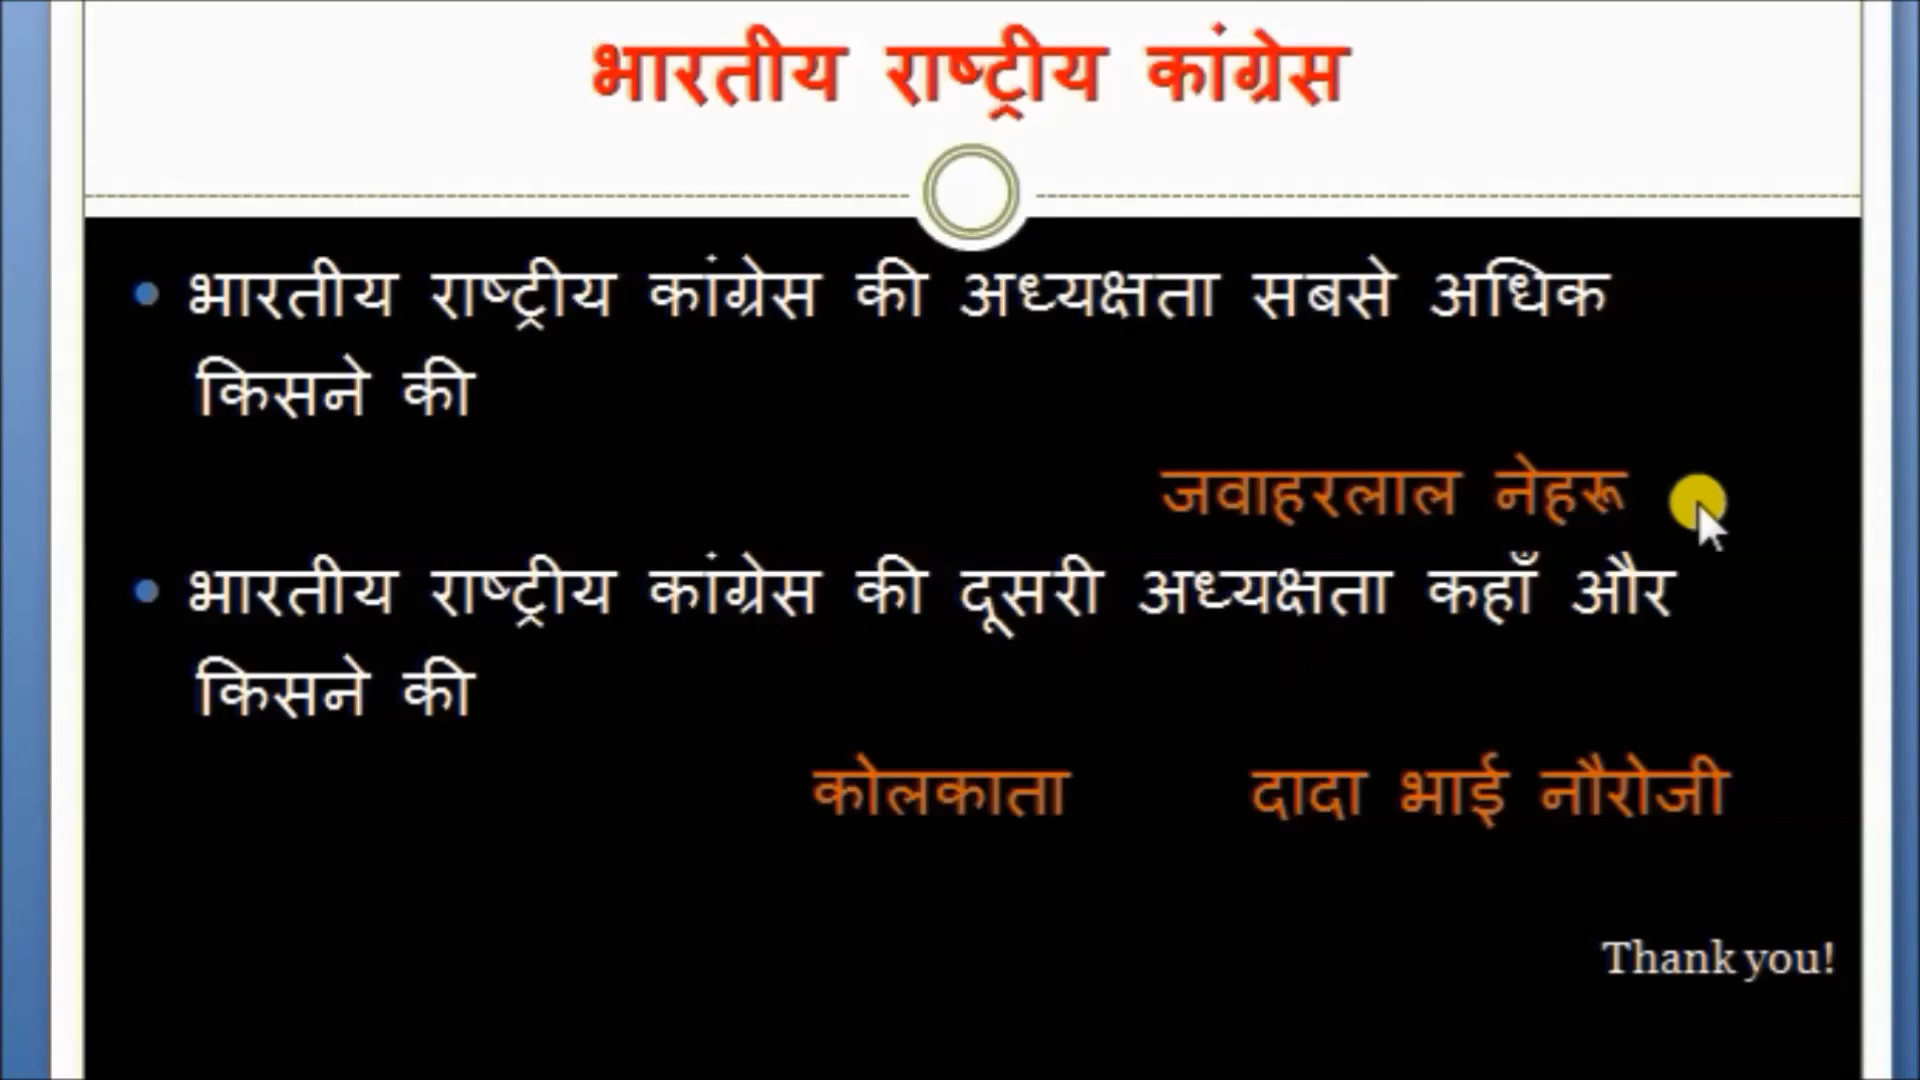 भारतीय राष्ट्रीय कांग्रेस
भारतीय राष्ट्रीय कांग्रेस की अध्यक्षता सबसे अधिक
किसने की
जवाहरलाल नेहरू
भारतीय राष्ट्रीय कांग्रेस की दूसरी अध्यक्षता कहाँ और
किसने की
कोलकाता दादा भाई नौरोजी
Thank you!